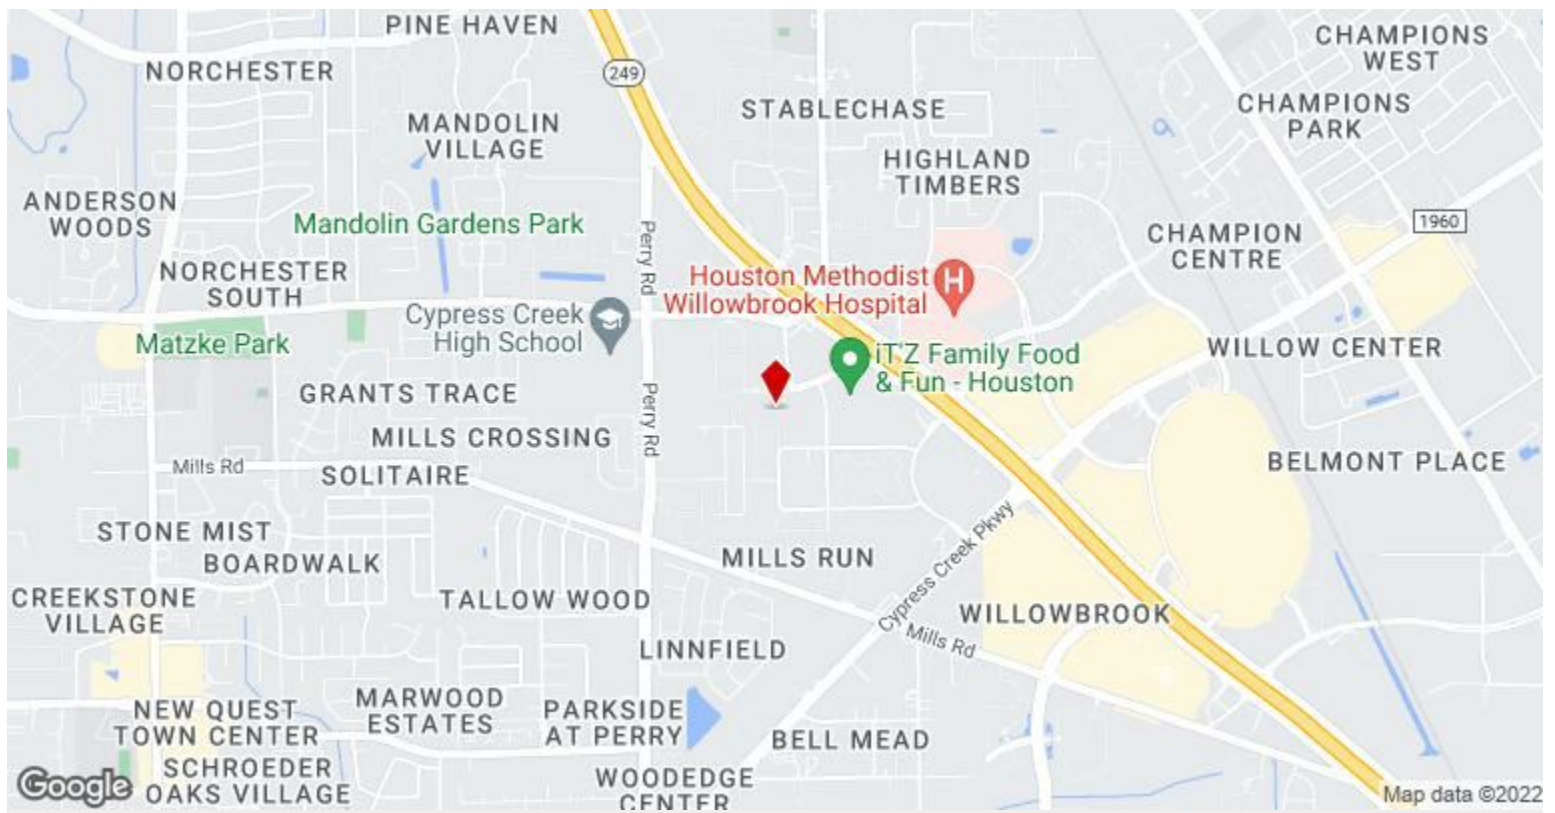 PINE HAVEN
CHAMPIONS
WEST
NORCHESTER
249
STABLECHASE
CHAMPIONS
PARK
MANDOLIN
VILLAGE
HIGHLAND
TIMBERS
ANDERSON
WOODS
Mandolin Gardens Park
Perry Rd
1960
CHAMPION
CENTRE
NORCHESTER
SOUTH
Houston Methodist
Willowbrook Hospital
H
Cypress Creek
High School
Matzke Park
iT'Z Family Food
& Fun - Houston
WILLOW CENTER
GRANTS TRACE
Perry Rd
MILLS CROSSING
Mills Rd
SOLITAIRE
BELMONT PLACE
STONE MIST
BOARDWALK
MILLS RUN
Cypress Creek Pkwy
CREEKSTONE
VILLAGE
TALLOW WOOD
WILLOWBROOK
Mills Rd
LINNFIELD
MARWOOD
ESTATES
NEW QUEST
TOWN CENTER
PARKSIDE
AT PERRY
BELL MEAD
SCHROEDER
OAKS VILLAGE
WOODEDGE
CENTER
Google
Map data ©2022